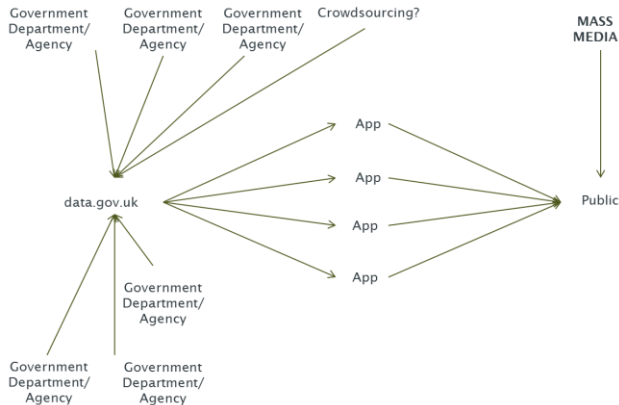 Government
Department/
Agency
Government
Department/
Agency
Government
Department/
Agency
Crowdsourcing?
MASS
MEDIA
App
App
data.gov.uk
Public
App
App
Government
Department/
Agency
Government
Department/
Agency
Government
Department/
Agency